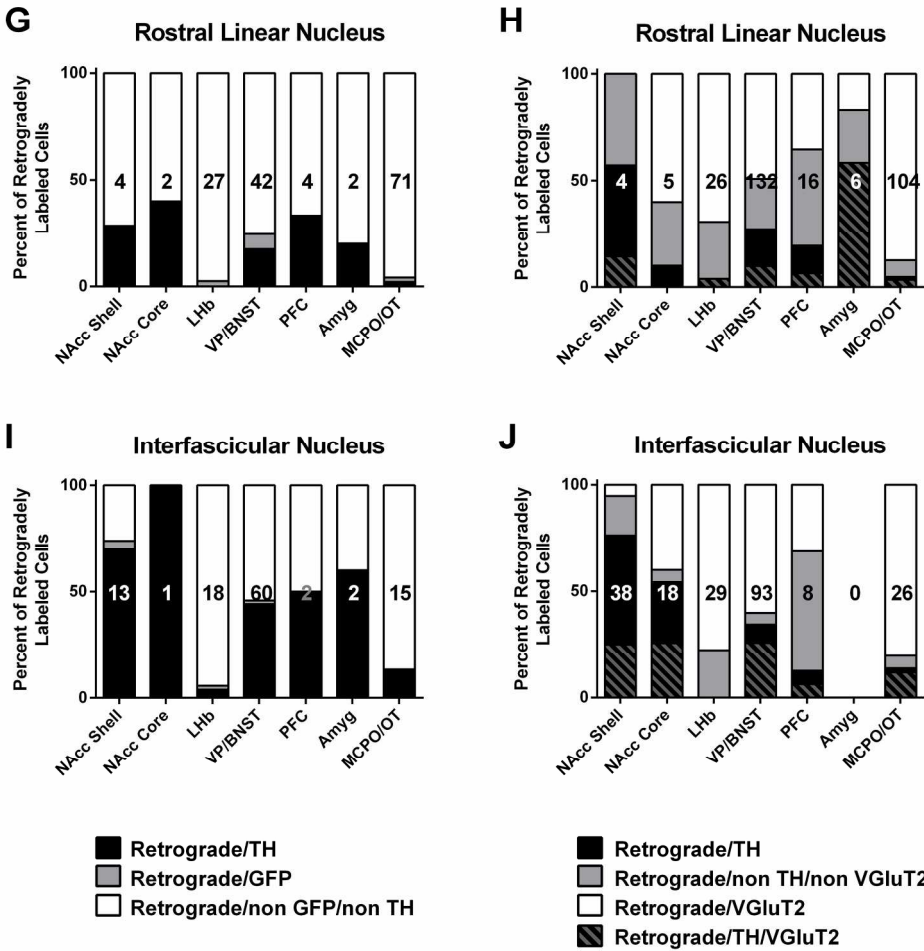 G
Rostral Linear Nucleus
Percent of Retrogradely
Labeled Cells
100
50
0
4
2
27
42
4
2
71
NAcc Shell
NAcc Core
LHb
VP/BNST
PFC
Amyg
MCPO/OT
H
Rostral Linear Nucleus
Percent of Retrogradely
Labeled Cells
100
50
0
4
5
26
132
16
6
104
NAcc Shell
NAcc Core
LHb
VP/BNST
PFC
Amyg
MCPO/OT
I
Interfascicular Nucleus
Percent of Retrogradely
Labeled Cells
100
50
0
13
1
18
60
2
2
15
NAcc Shell
NAcc Core
LHb
VP/BNST
PFC
Amyg
MCPO/OT
J
Interfascicular Nucleus
Percent of Retrogradely
Labeled Cells
100
50
0
38
18
29
93
8
0
26
NAcc Shell
NAcc Core
LHb
VP/BNST
PFC
Amyg
MCPO/OT
Retrograde/TH
Retrograde/GFP
Retrograde/non GFP/non TH
Retrograde/TH
Retrograde/non TH/non VGluT2
Retrograde/VGluT2
Retrograde/TH/VGluT2